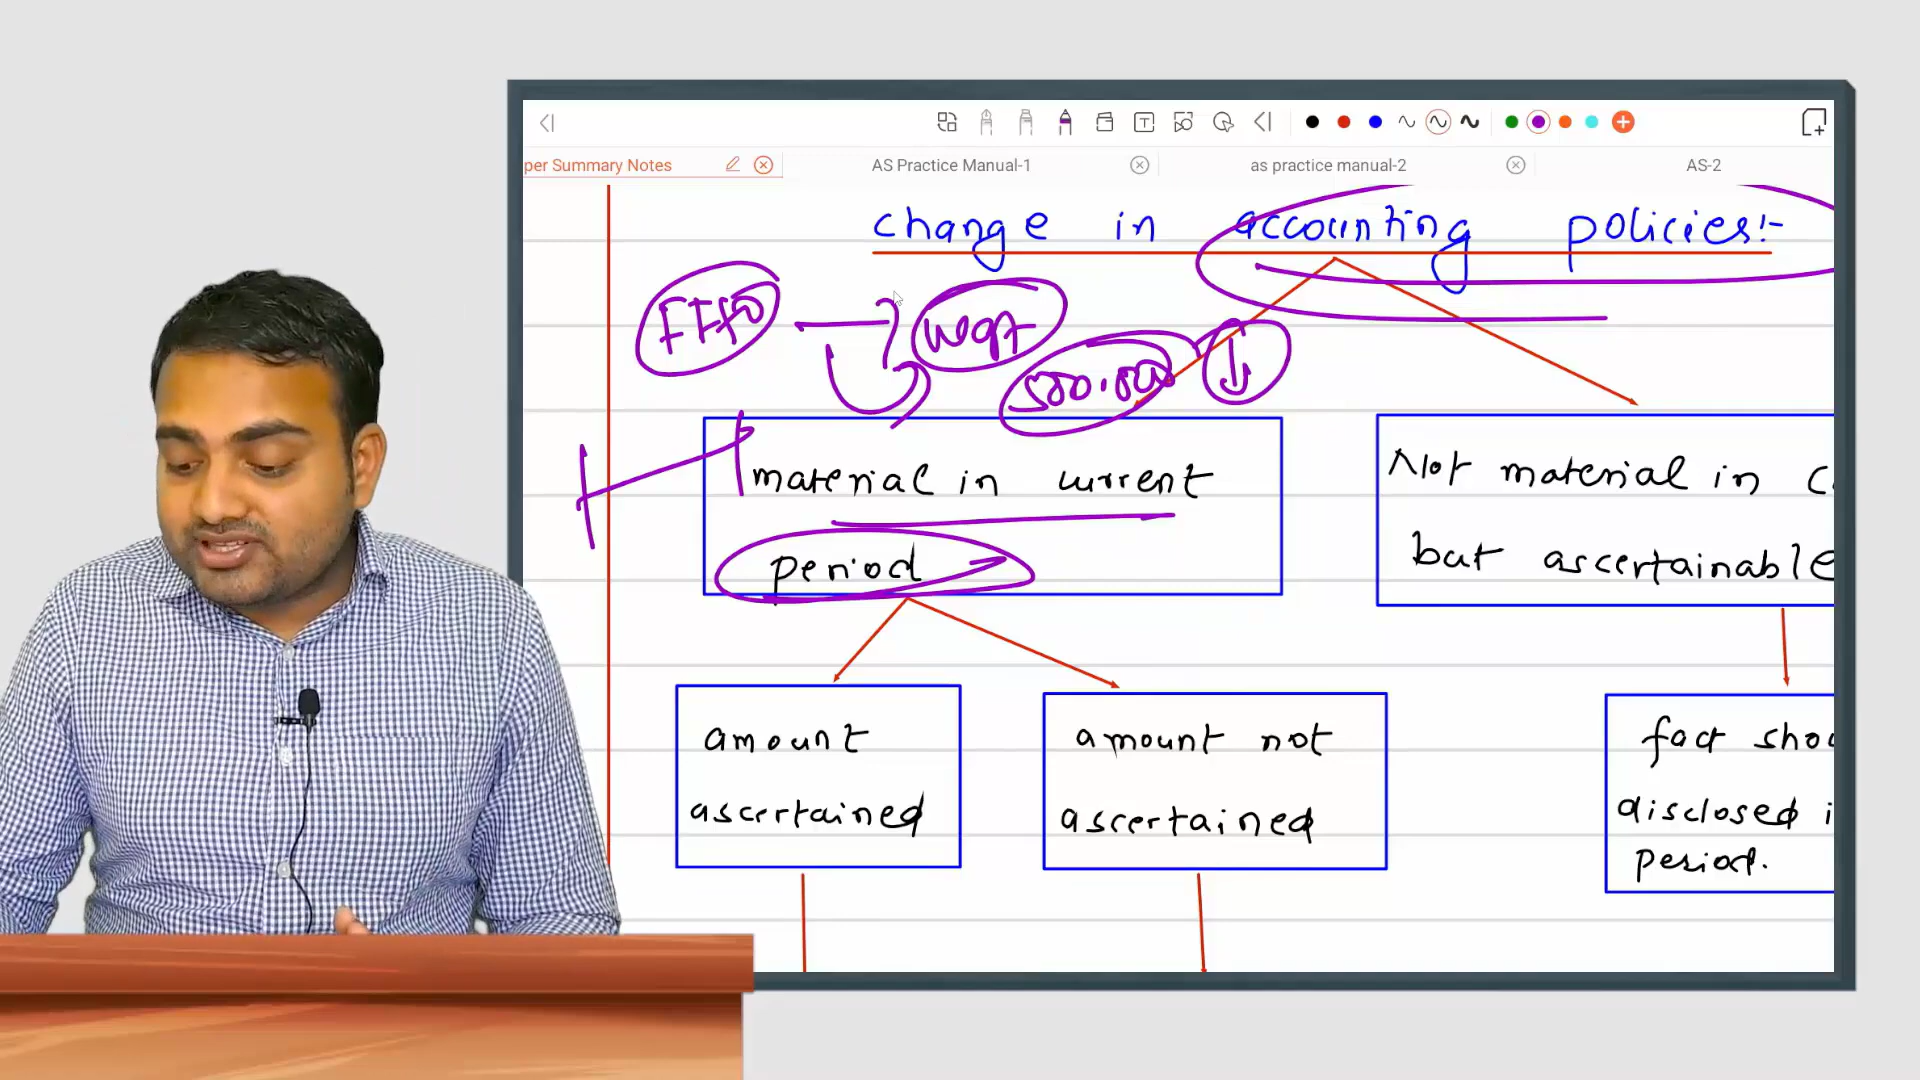 per Summary Notes
AS Practice Manual-1
as practice manual-2
AS-2
change in accounting policies:-
FIFO
material in current
period
Not material in c
but ascertainable
amount
ascertained
amount not
ascertained
fact sho
disclosed i
period.